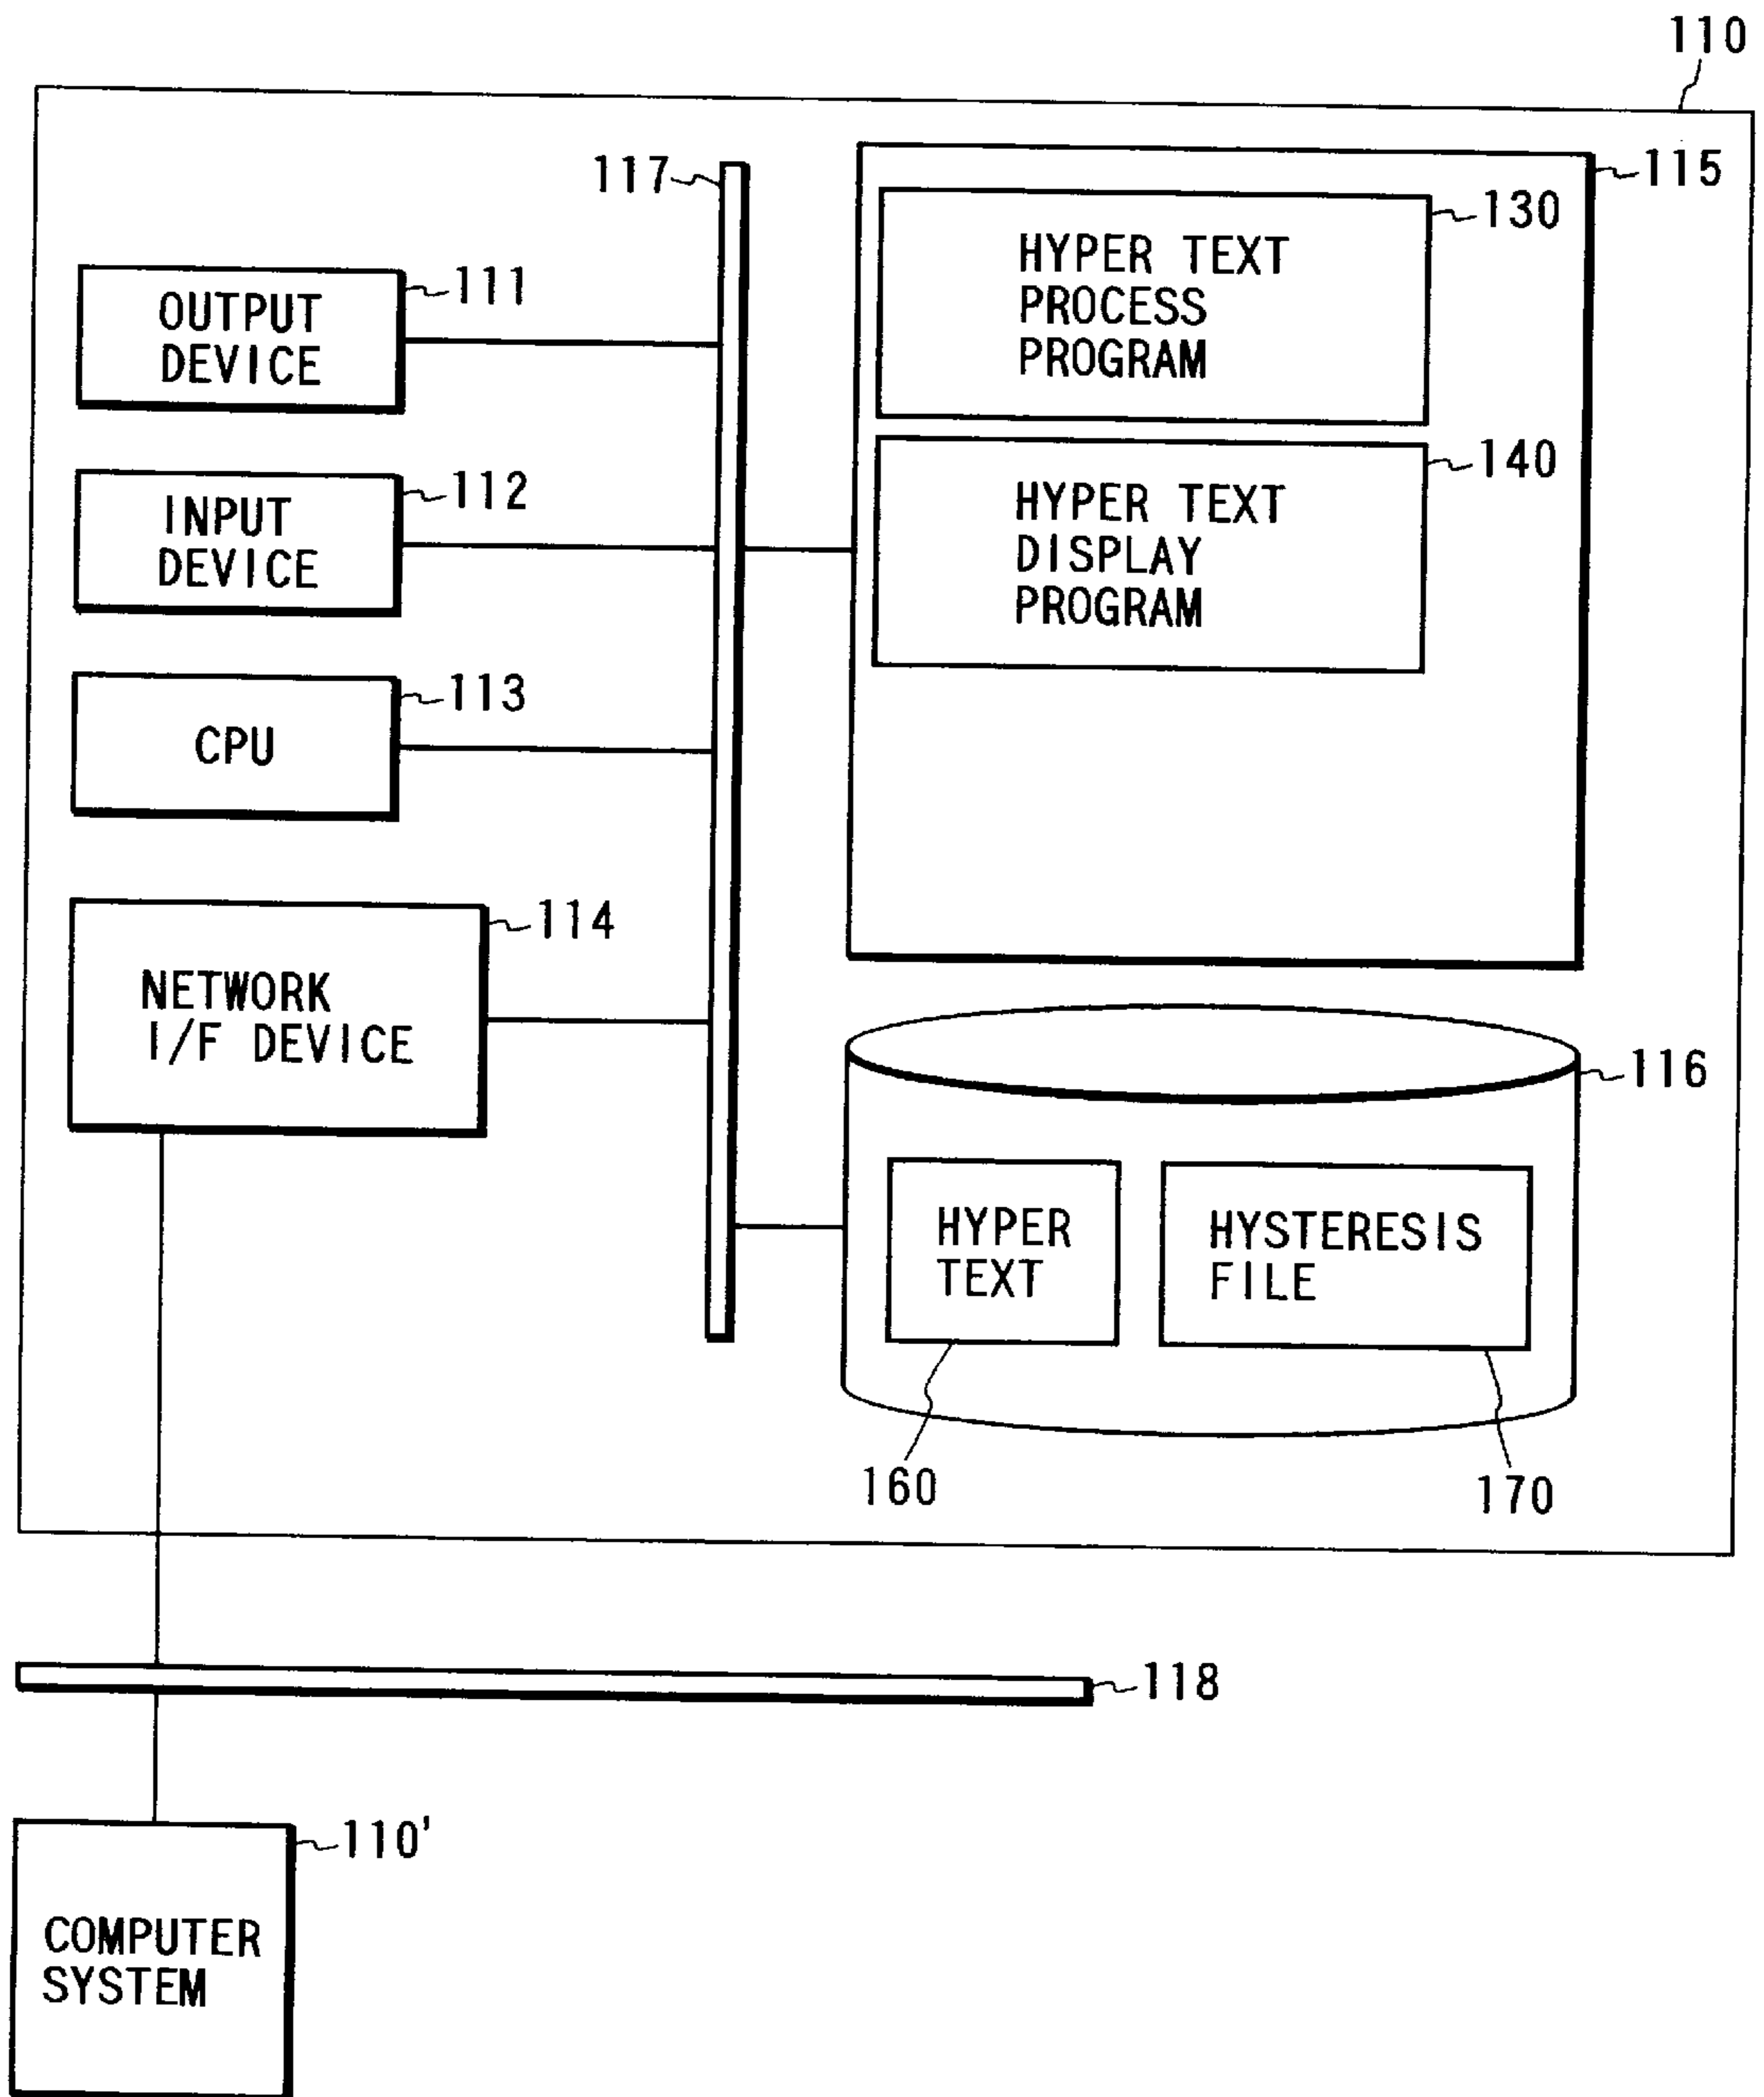 110
117
115
130
HYPER TEXT
PROCESS
PROGRAM
111
OUTPUT
DEVICE
140
HYPER TEXT
DISPLAY
PROGRAM
112
INPUT
DEVICE
113
CPU
114
NETWORK
I/F DEVICE
116
HYPER
TEXT
HYSTERESIS
FILE
160
170
118
110'
COMPUTER
SYSTEM